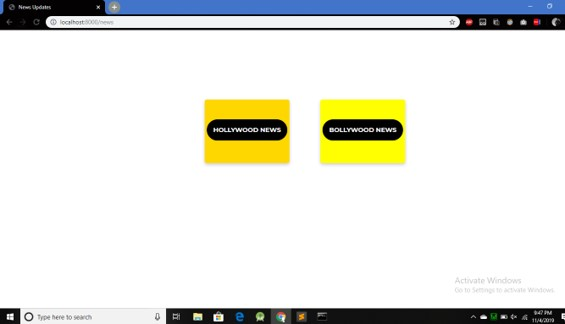 News Updates
localhost:8000/news
HOLLYWOOD NEWS
BOLLYWOOD NEWS
Activate Windows
Go to Settings to activate Windows.
Type here to search
9:47 PM
11/4/2019